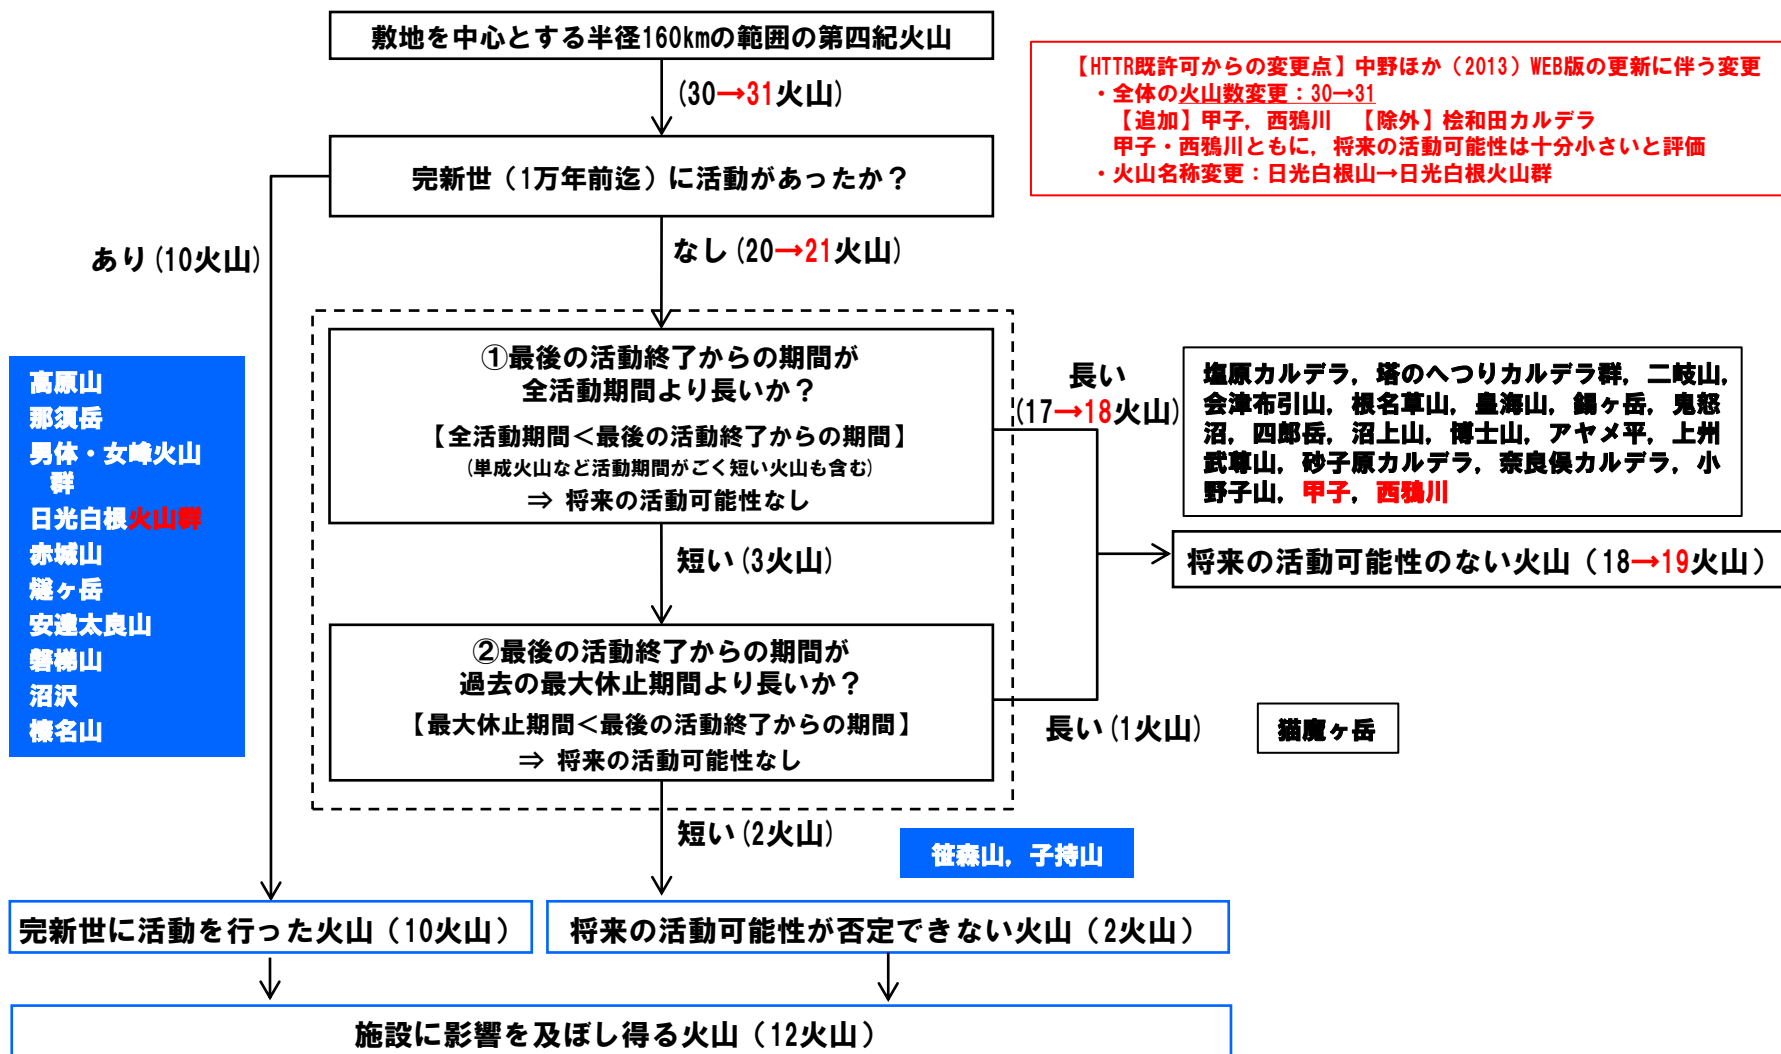 敷地を中心とする半径160kmの範囲の第四紀火山
(30→31火山)
【HTTR既許可からの変更点】中野ほか（2013）WEB版の更新に伴う変更
・全体の火山数変更：30→31
【追加】甲子，西鴉川　【除外】桧和田カルデラ
甲子・西鴉川ともに，将来の活動可能性は十分小さいと評価
・火山名称変更：日光白根山→日光白根火山群
完新世（1万年前迄）に活動があったか？
あり(10火山)
なし(20→21火山)
高原山
那須岳
男体・女峰火山
群
日光白根火山群
赤城山
燧ヶ岳
安達太良山
磐梯山
沼沢
榛名山
①最後の活動終了からの期間が
全活動期間より長いか？
【全活動期間＜最後の活動終了からの期間】
(単成火山など活動期間がごく短い火山も含む)
⇒ 将来の活動可能性なし
長い
(17→18火山)
塩原カルデラ，塔のへつりカルデラ群，二岐山，
会津布引山，根名草山，皇海山，錫ヶ岳，鬼怒
沼，四郎岳，沼上山，博士山，アヤメ平，上州
武尊山，砂子原カルデラ，奈良俣カルデラ，小
野子山，甲子，西鴉川
短い(3火山)
将来の活動可能性のない火山（18→19火山）
②最後の活動終了からの期間が
過去の最大休止期間より長いか？
【最大休止期間＜最後の活動終了からの期間】
⇒ 将来の活動可能性なし
長い(1火山)
猫魔ヶ岳
短い(2火山)
笹森山，子持山
完新世に活動を行った火山（10火山）
将来の活動可能性が否定できない火山（2火山）
施設に影響を及ぼし得る火山（12火山）